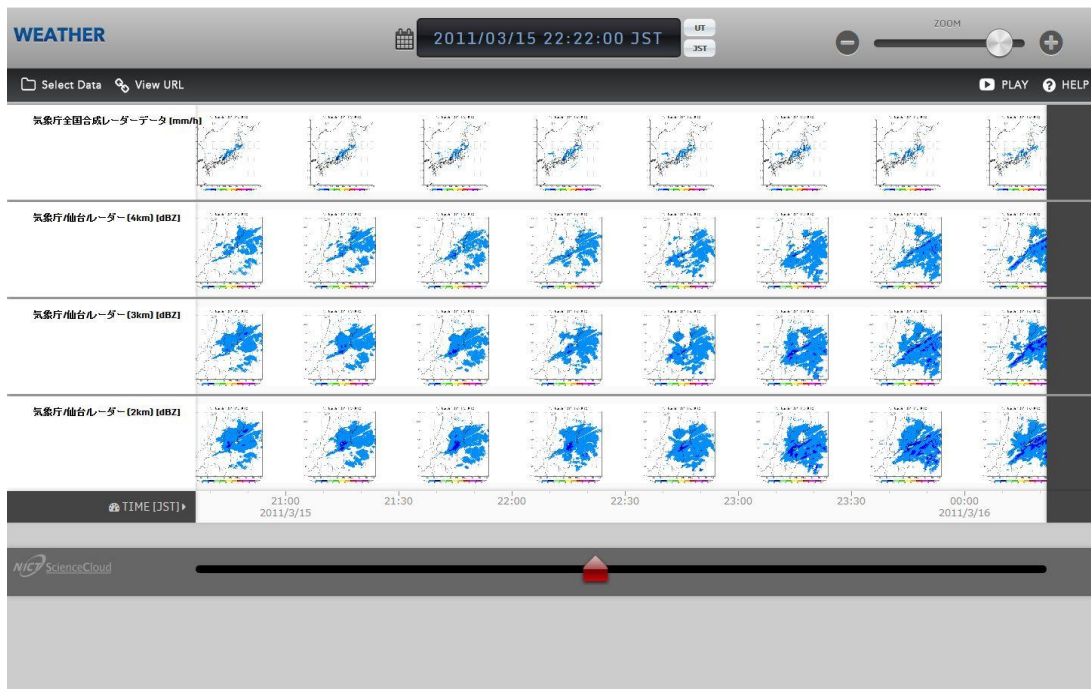 WEATHER
2011/03/15 22:22:00 JST
UT
JST
ZOOM
Select Data
View URL
PLAY
HELP
気象庁全国合成レーダーデータ [mm/h]
気象庁/仙台/レーダー (4km) [dBZ]
気象庁/仙台/レーダー (3km) [dBZ]
気象庁/仙台/レーダー (2km) [dBZ]
TIME [JST]
21:00 21:30 22:00 22:30 23:00 23:30 00:00
2011/3/15 2011/3/16
NICT ScienceCloud